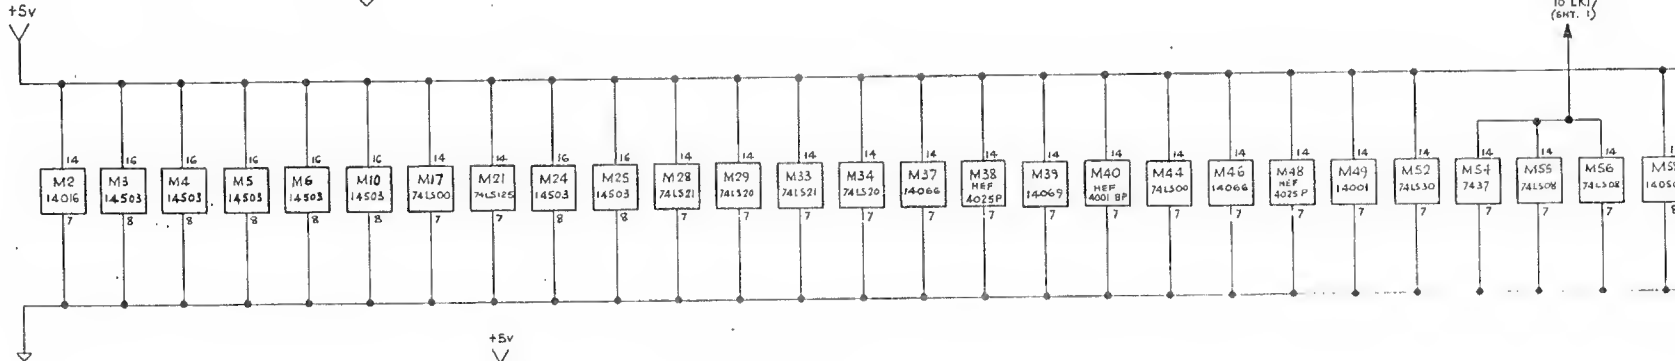 +5v
TO LK1/
(SHT. 1)
14 16 16 16 16 16 14 14 16 16 14 14 14 14 14 14 14 14 14 14 14 14 14 14 14 14
M2 M3 M4 M5 M6 M10 M17 M21 M24 M25 M28 M29 M33 M34 M37 M38 M39 M40 M44 M46 M48 M49 M52 M54 M55 M56
14016 14503 14503 14503 14503 14503 74LS00 74LS125 14503 14503 74LS21 74LS20 74LS21 74LS20 14066 HEF 4025P 14069 HEF 4001 BP 74LS00 14066 HEF 4025P 14001 74LS30 7437 74LS08 74LS08
7 8 8 8 8 8 7 7 8 8 7 7 7 7 7 7 7 7 7 7 7 7 7 7 7 7 8
+5v